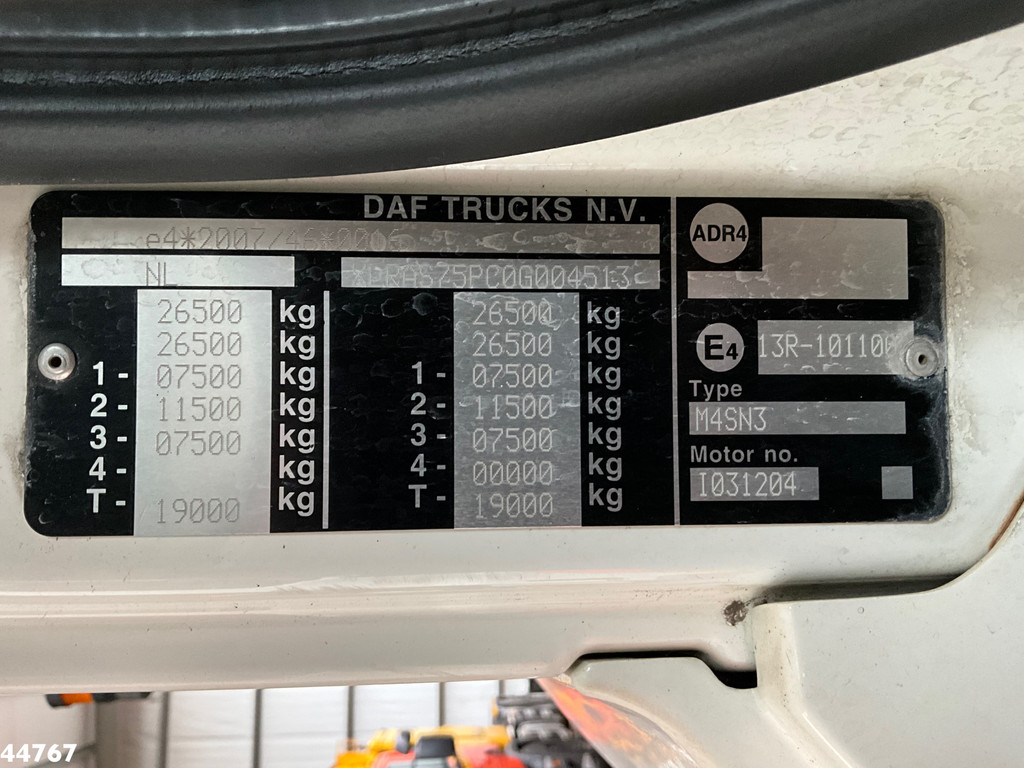 DAF TRUCKS N.V.
e4*2007/46*0005
NL
XLRAS75PC0G004513
26500 kg 26500 kg
26500 kg 26500 kg
1 - 07500 kg 1 - 07500 kg
2 - 11500 kg 2 - 11500 kg
3 - 07500 kg 3 - 07500 kg
4 - kg 4 - 00000 kg
T - 19000 kg T - 19000 kg
ADR4
E4 13R-10110
Type
M4SN3
Motor no.
I031204
44767